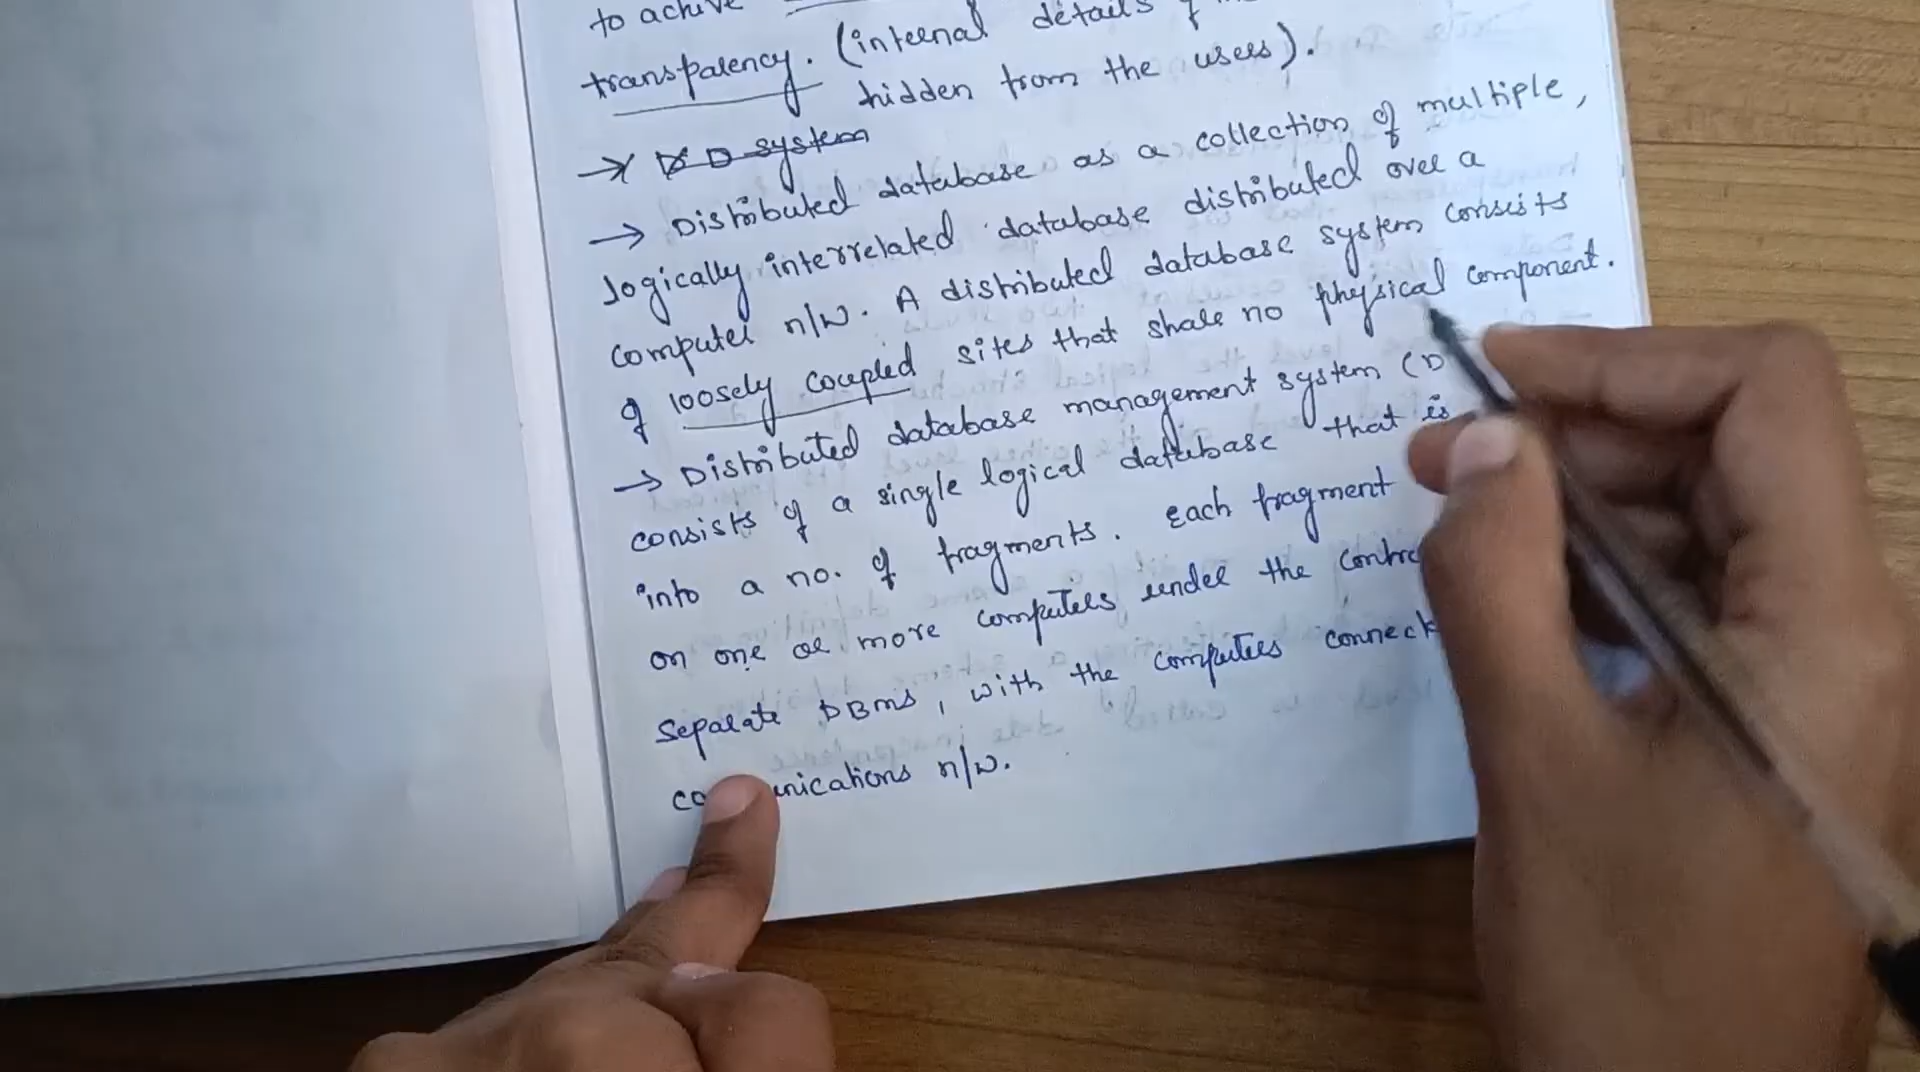 to achive
transparency. (internal details
hidden from the users).
→ D system
→ Distributed database as a collection of multiple,
logically interrelated database distributed over a
computer n/w. A distributed database system consists
of loosely coupled sites that share no physical component.
→ Distributed database management system (D
consists of a single logical database that is
into a no. of fragments. Each fragment
on one or more computers under the contro
separate DBMS, with the computers connect
co unications n/w.